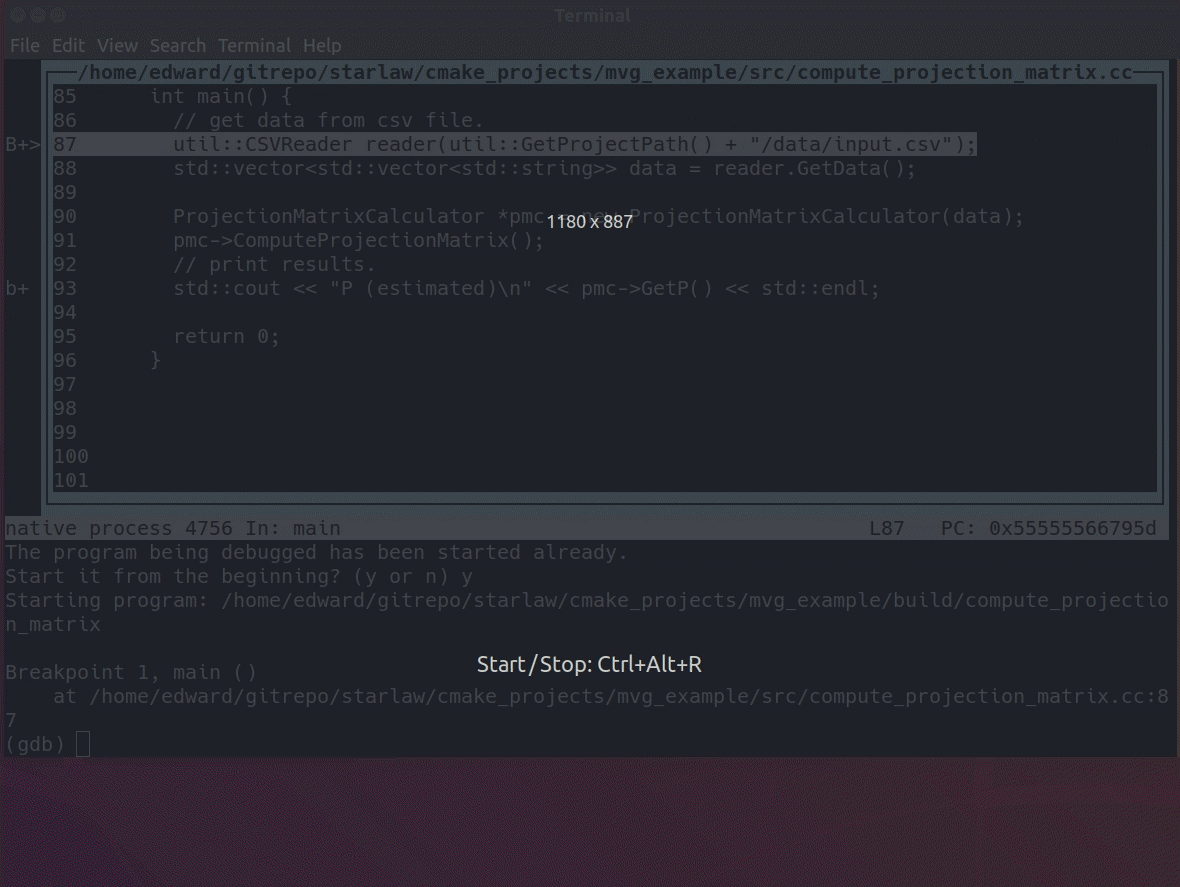 Terminal
File Edit View Search Terminal Help
/home/edward/gitrepo/starlaw/cmake_projects/mvg_example/src/compute_projection_matrix.cc
85 int main() {
86 // get data from csv file.
B+> 87 util::CSVReader reader(util::GetProjectPath() + "/data/input.csv");
88 std::vector<std::vector<std::string>> data = reader.GetData();
89
90 ProjectionMatrixCalculator *pmc = new ProjectionMatrixCalculator(data);
1180 x 887
91 pmc->ComputeProjectionMatrix();
92 // print results.
b+ 93 std::cout << "P (estimated)\n" << pmc->GetP() << std::endl;
94
95 return 0;
96 }
97
98
99
100
101
native process 4756 In: main L87 PC: 0x55555566795d
The program being debugged has been started already.
Start it from the beginning? (y or n) y
Starting program: /home/edward/gitrepo/starlaw/cmake_projects/mvg_example/build/compute_projectio
n_matrix
Start/Stop: Ctrl+Alt+R
Breakpoint 1, main ()
at /home/edward/gitrepo/starlaw/cmake_projects/mvg_example/src/compute_projection_matrix.cc:8
7
(gdb)